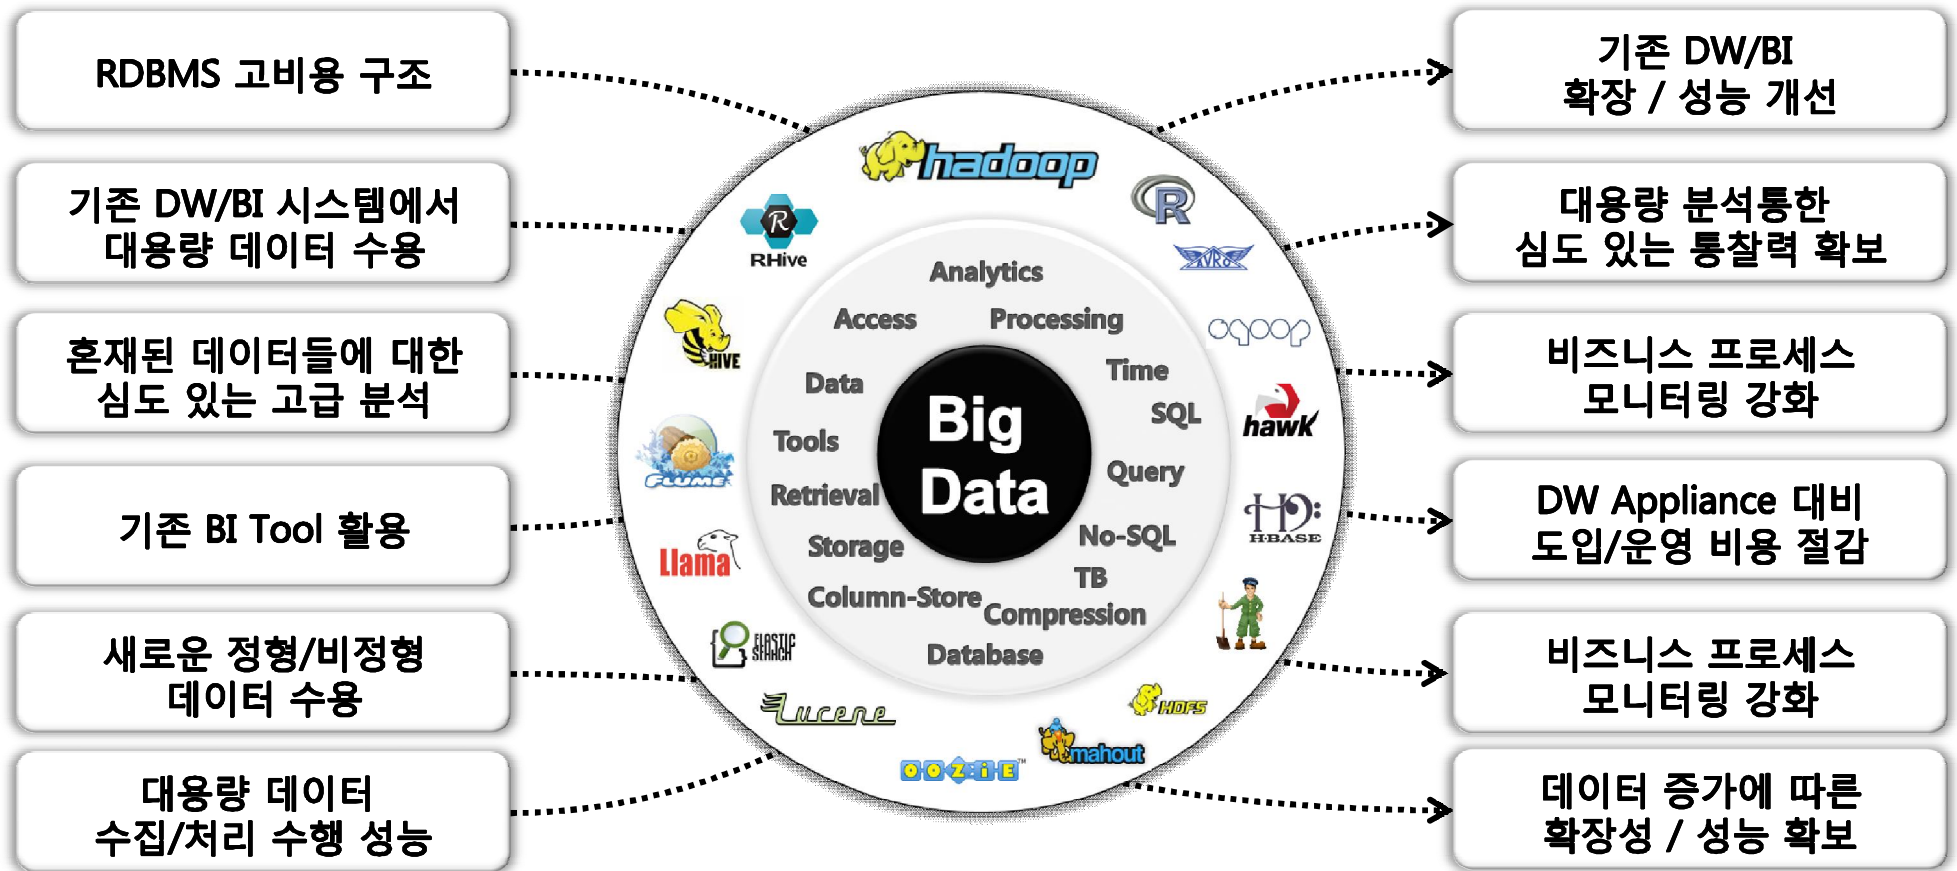 RDBMS 고비용 구조
기존 DW/BI 시스템에서
대용량 데이터 수용
혼재된 데이터들에 대한
심도 있는 고급 분석
기존 BI Tool 활용
새로운 정형/비정형
데이터 수용
대용량 데이터
수집/처리 수행 성능
hadoop
R
RHive
R
AVRO
HIVE
sqoop
FLUME
hawk
Llama
H·BASE
ELASTIC
SEARCH
Lucene
HDFS
mahout
OOZIE™
Analytics
Access
Processing
Data
Time
SQL
Tools
Query
Retrieval
No-SQL
Storage
TB
Column-Store
Compression
Database
Big
Data
기존 DW/BI
확장 / 성능 개선
대용량 분석통한
심도 있는 통찰력 확보
비즈니스 프로세스
모니터링 강화
DW Appliance 대비
도입/운영 비용 절감
비즈니스 프로세스
모니터링 강화
데이터 증가에 따른
확장성 / 성능 확보